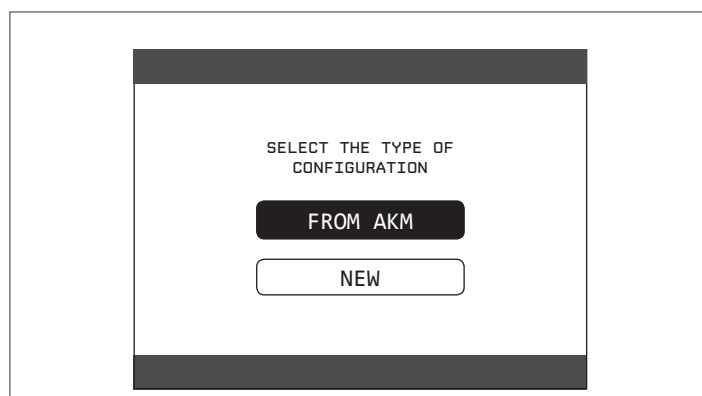 SELECT THE TYPE OF
CONFIGURATION
FROM AKM
NEW